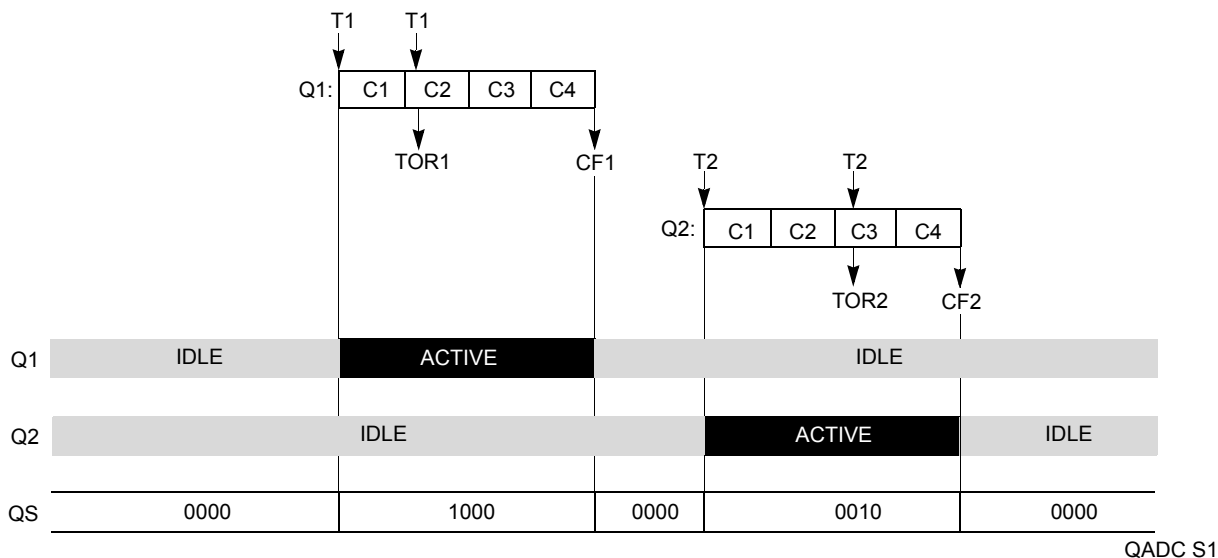 T1 T1
Q1: C1 C2 C3 C4
TOR1 CF1
T2 T2
Q2: C1 C2 C3 C4
TOR2 CF2
Q1 IDLE ACTIVE IDLE
Q2 IDLE ACTIVE IDLE
QS 0000 1000 0000 0010 0000
QADC S1